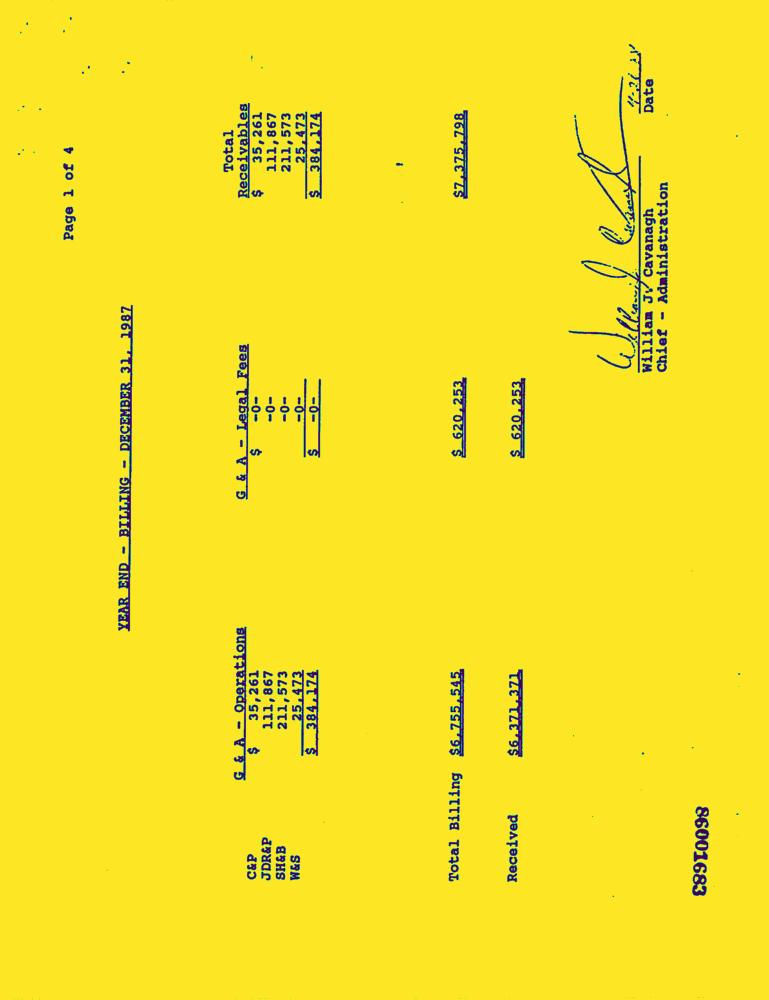 Page 1 of 4
YEAR END - BILLING - DECEMBER 31, 1987
Total
G & A - Operations G & A - Legal Fees Receivables
C&P $ 35,261 $ -0- $ 35,261
JDR&P 111,867 -0- 111,867
SH&B 211,573 -0- 211,573
W&S 25,473 -0- 25,473
$ 384,174 $ -0- $ 384,174
Total Billing $6,755,545 $ 620,253 $7,375,798
Received $6,371,371 $ 620,253
William J. Cavanagh
Date
Chief - Administration
86001683